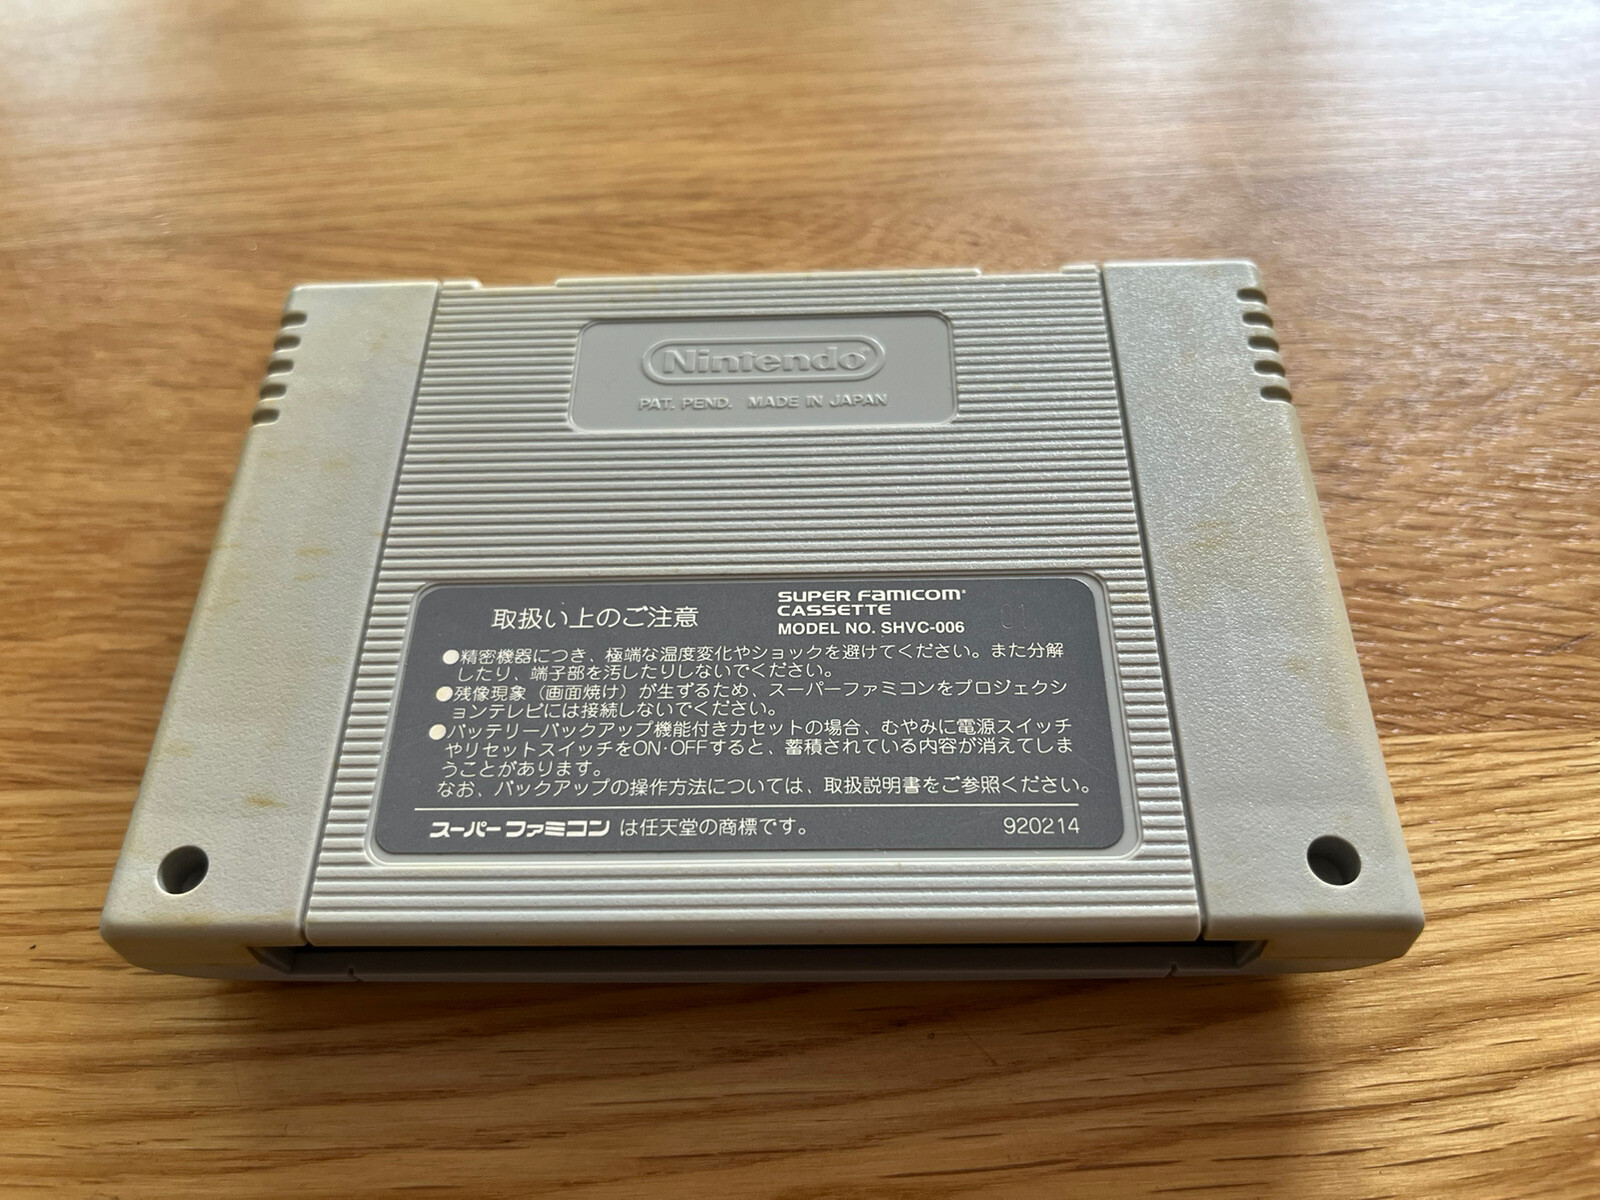 Nintendo®
PAT. PEND. MADE IN JAPAN
取扱い上のご注意
SUPER FAMICOM®
CASSETTE
MODEL NO. SHVC-006
01
●精密機器につき、極端な温度変化やショックを避けてください。また分解
したり、端子部を汚したりしないでください。
●残像現象（画面焼け）が生ずるため、スーパーファミコンをプロジェクシ
ョンテレビには接続しないでください。
●バッテリーバックアップ機能付きカセットの場合、むやみに電源スイッチ
やリセットスイッチをON･OFFすると、蓄積されている内容が消えてしま
うことがあります。
なお、バックアップの操作方法については、取扱説明書をご参照ください。
スーパーファミコン は任天堂の商標です。
920214